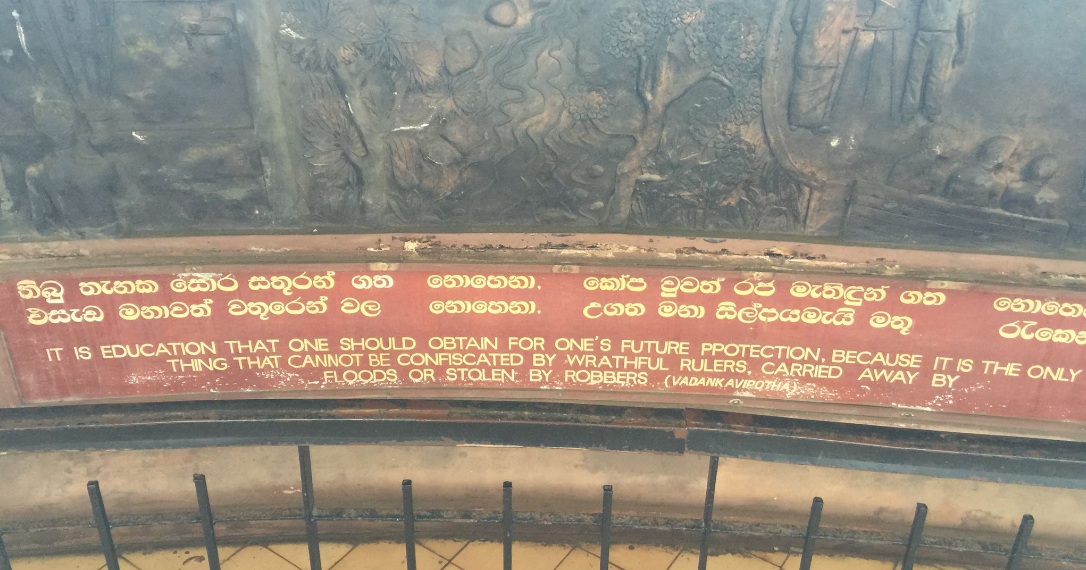 තිබු තැනක සොර සතුරන් ගත නොහෙනා. කෝප වුවත් රජ මැතිඳුන් ගත
වසැඩ මනාවත් වතුරෙන් වල නොහෙනා. උගත මහා සිල්පයමැයි මතු
IT IS EDUCATION THAT ONE SHOULD OBTAIN FOR ONE'S FUTURE PPOTECTION, BECAUSE IT IS THE ONLY
THING THAT CANNOT BE CONFISCATED BY WRATHFUL RULERS, CARRIED AWAY BY
FLOODS OR STOLEN BY ROBBERS (VADANKAVIPOTHA)